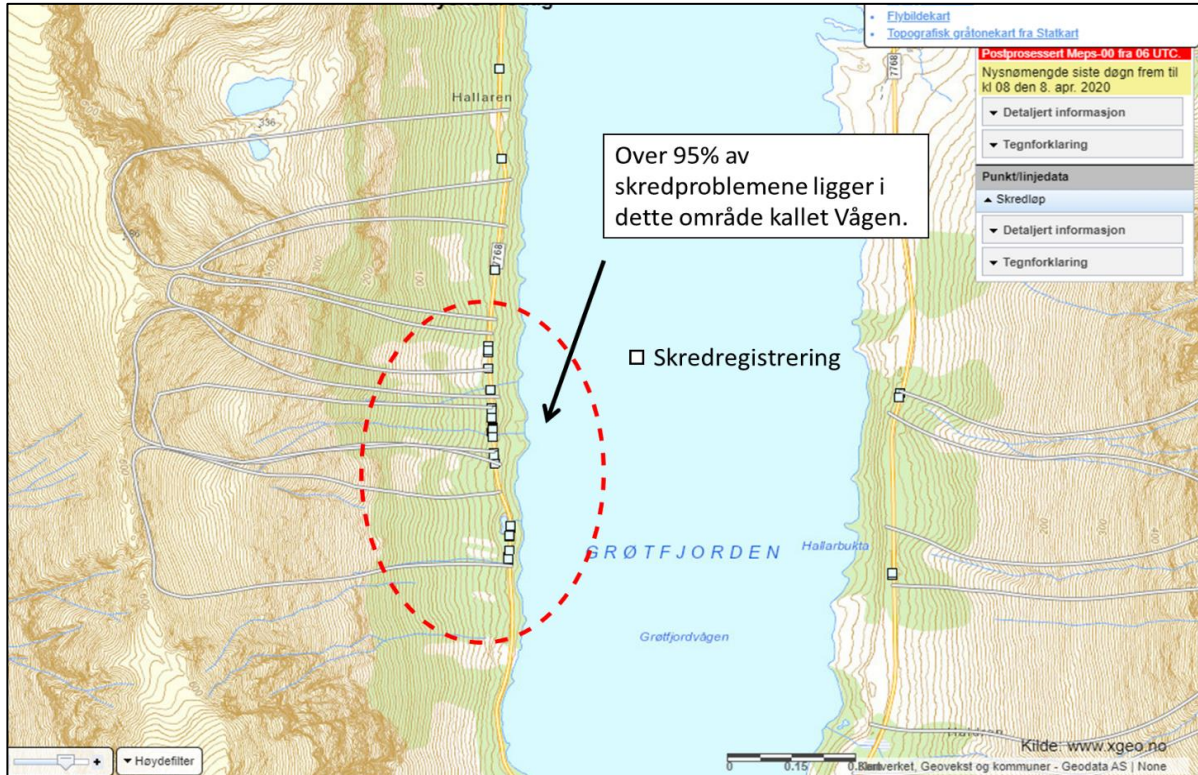 Flybildekart
Topografisk gråtonekart fra Statkart
Postprosessert Meps-00 fra 06 UTC.
Nysnømengde siste døgn frem til
kl 08 den 8. apr. 2020
Detaljert informasjon
Tegnforklaring
Punkt/linjedata
Skredløp
Detaljert informasjon
Tegnforklaring
7768
7768
Hallaren
336
Over 95% av
skredproblemene ligger i
dette område kallet Vågen.
200
100
7768
Skredregistrering
GRØTFJORDEN
Hallarbukta
200
300
400
Grøtfjordvågen
Kilde: www.xgeo.no
+
Høydefilter
0
0.15
Geovekst og kommuner - Geodata AS | None